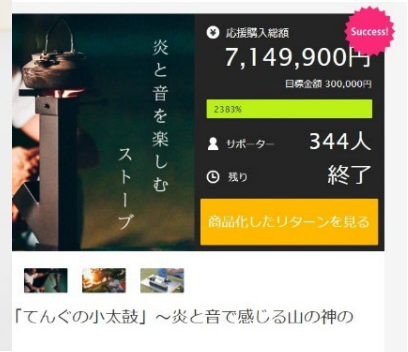 炎と音を楽しむ
ストーブ
Success!
¥ 応援購入総額
7,149,900円
目標金額 300,000円
2383%
サポーター 344人
残り 終了
商品化したリターンを見る
「てんぐの小太鼓」～炎と音で感じる山の神の